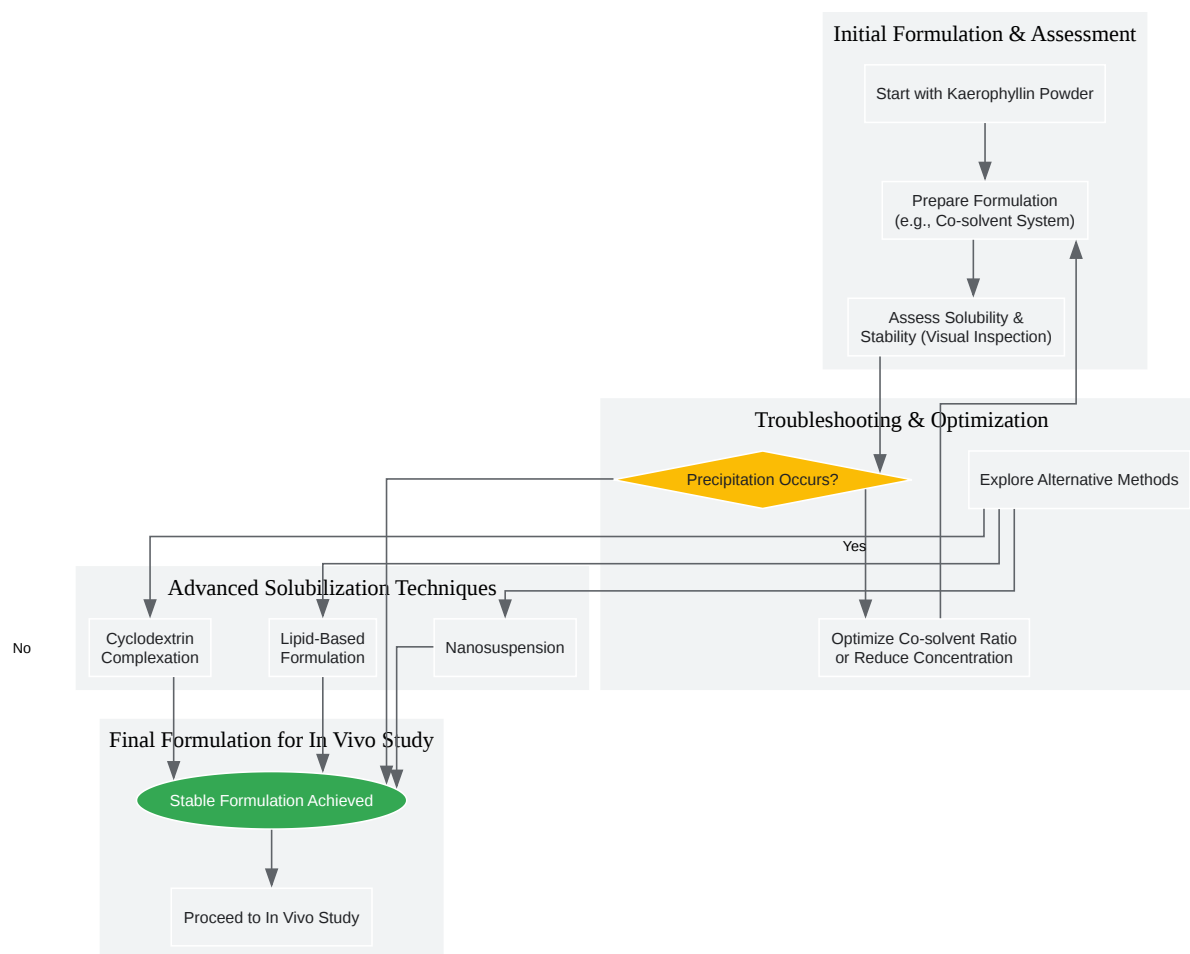 Initial Formulation & Assessment
Start with Kaerophyllin Powder
Prepare Formulation
(e.g., Co-solvent System)
Assess Solubility &
Stability (Visual Inspection)
Troubleshooting & Optimization
Precipitation Occurs?
Explore Alternative Methods
Yes
Advanced Solubilization Techniques
No
Cyclodextrin
Complexation
Lipid-Based
Formulation
Nanosuspension
Optimize Co-solvent Ratio
or Reduce Concentration
Final Formulation for In Vivo Study
Stable Formulation Achieved
Proceed to In Vivo Study